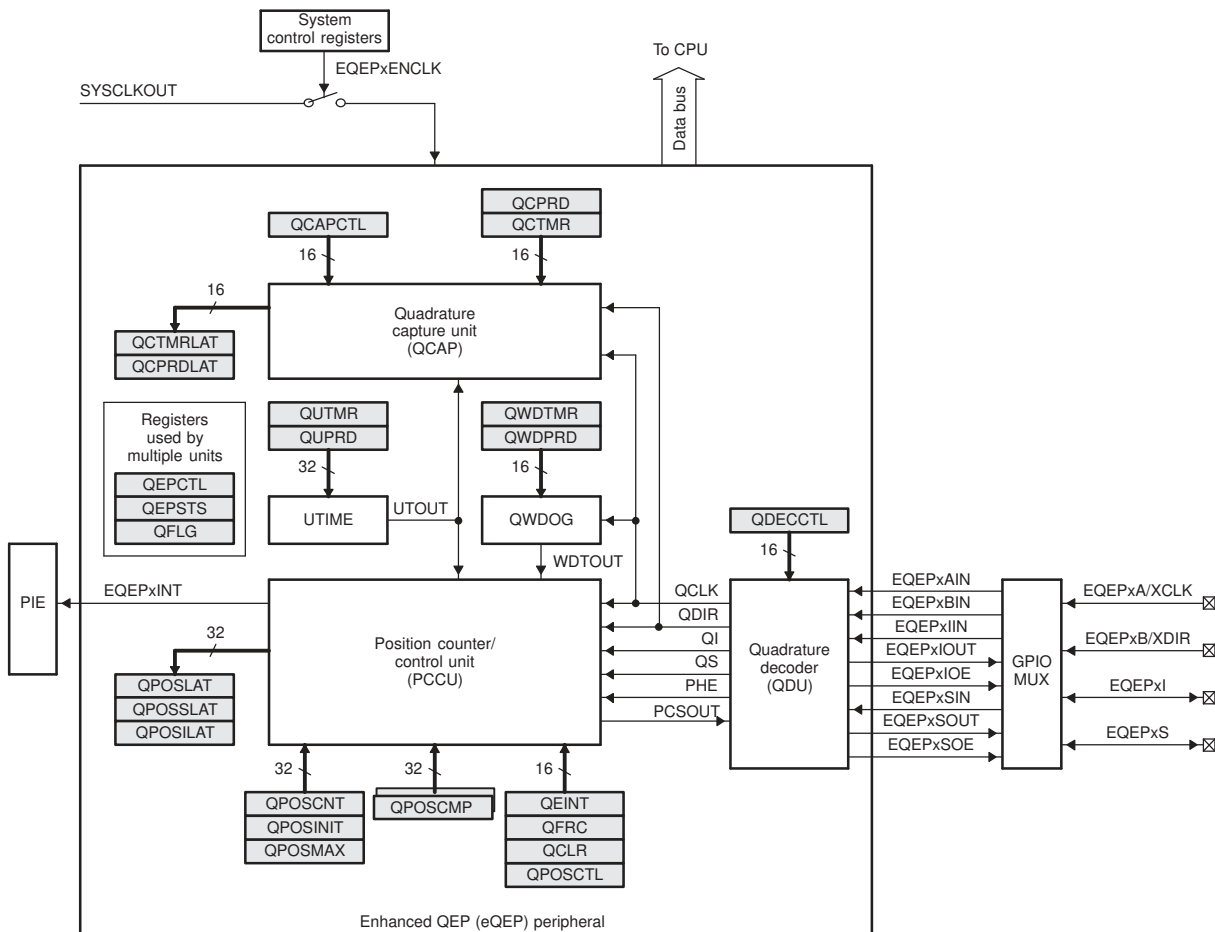 System
control registers
To CPU
EQEPxENCLK
SYSCLKOUT
Data bus
QCPRD
QCAPCTL
QCTMR
16
16
16
Quadrature
capture unit
(QCAP)
QCTMRLAT
QCPRDLAT
Registers
used by
multiple units
QEPCTL
QEPSTS
QFLG
QUTMR
QUPRD
32
QWDTMR
QWDPRD
16
UTIME
UTOUT
QWDOG
WDTOUT
QDECCTL
16
PIE
EQEPxINT
32
Position counter/
control unit
(PCCU)
QCLK
QDIR
QI
QS
PHE
PCSOUT
Quadrature
decoder
(QDU)
EQEPxAIN
EQEPxBIN
EQEPxIIN
EQEPxIOUT
EQEPxIOE
EQEPxSIN
EQEPxSOUT
EQEPxSOE
GPIO
MUX
EQEPxA/XCLK
EQEPxB/XDIR
EQEPxI
EQEPxS
QPOSLAT
QPOSSLAT
QPOSILAT
32
32
16
QPOSCNT
QPOSINIT
QPOSMAX
QPOSCMP
QEINT
QFRC
QCLR
QPOSCTL
Enhanced QEP (eQEP) peripheral